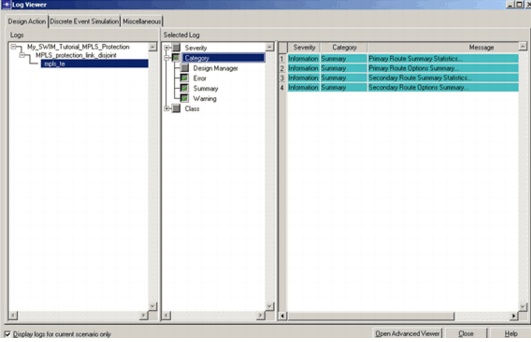 Log Viewer
Design Action Discrete Event Simulation Miscellaneous
Logs
My_SWIM_Tutorial_MPLS_Protection
MPLS_protection_link_disjoint
mpls_te
Selected Log
Severity
Category
Design Manager
Error
Summary
Warning
Class
Severity Category Message
1 Information Summary Primary Route Summary Statistics...
2 Information Summary Primary Route Options Summary...
3 Information Summary Secondary Route Summary Statistics...
4 Information Summary Secondary Route Options Summary...
Display logs for current scenario only
Open Advanced Viewer Close Help